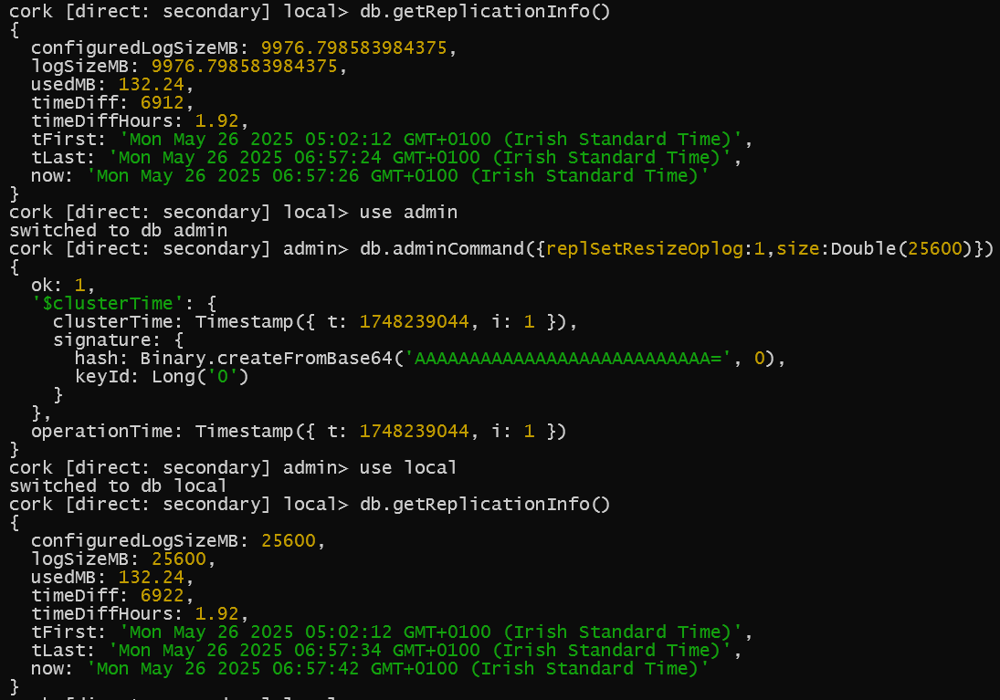 cork [direct: secondary] local> db.getReplicationInfo()
{
  configuredLogSizeMB: 9976.798583984375,
  logSizeMB: 9976.798583984375,
  usedMB: 132.24,
  timeDiff: 6912,
  timeDiffHours: 1.92,
  tFirst: 'Mon May 26 2025 05:02:12 GMT+0100 (Irish Standard Time)',
  tLast: 'Mon May 26 2025 06:57:24 GMT+0100 (Irish Standard Time)',
  now: 'Mon May 26 2025 06:57:26 GMT+0100 (Irish Standard Time)'
}
cork [direct: secondary] local> use admin
switched to db admin
cork [direct: secondary] admin> db.adminCommand({replSetResizeOplog:1,size:Double(25600)})
{
  ok: 1,
  '$clusterTime': {
    clusterTime: Timestamp({ t: 1748239044, i: 1 }),
    signature: {
      hash: Binary.createFromBase64('AAAAAAAAAAAAAAAAAAAAAAAAAAA=', 0),
      keyId: Long('0')
    }
  },
  operationTime: Timestamp({ t: 1748239044, i: 1 })
}
cork [direct: secondary] admin> use local
switched to db local
cork [direct: secondary] local> db.getReplicationInfo()
{
  configuredLogSizeMB: 25600,
  logSizeMB: 25600,
  usedMB: 132.24,
  timeDiff: 6922,
  timeDiffHours: 1.92,
  tFirst: 'Mon May 26 2025 05:02:12 GMT+0100 (Irish Standard Time)',
  tLast: 'Mon May 26 2025 06:57:34 GMT+0100 (Irish Standard Time)',
  now: 'Mon May 26 2025 06:57:42 GMT+0100 (Irish Standard Time)'
}